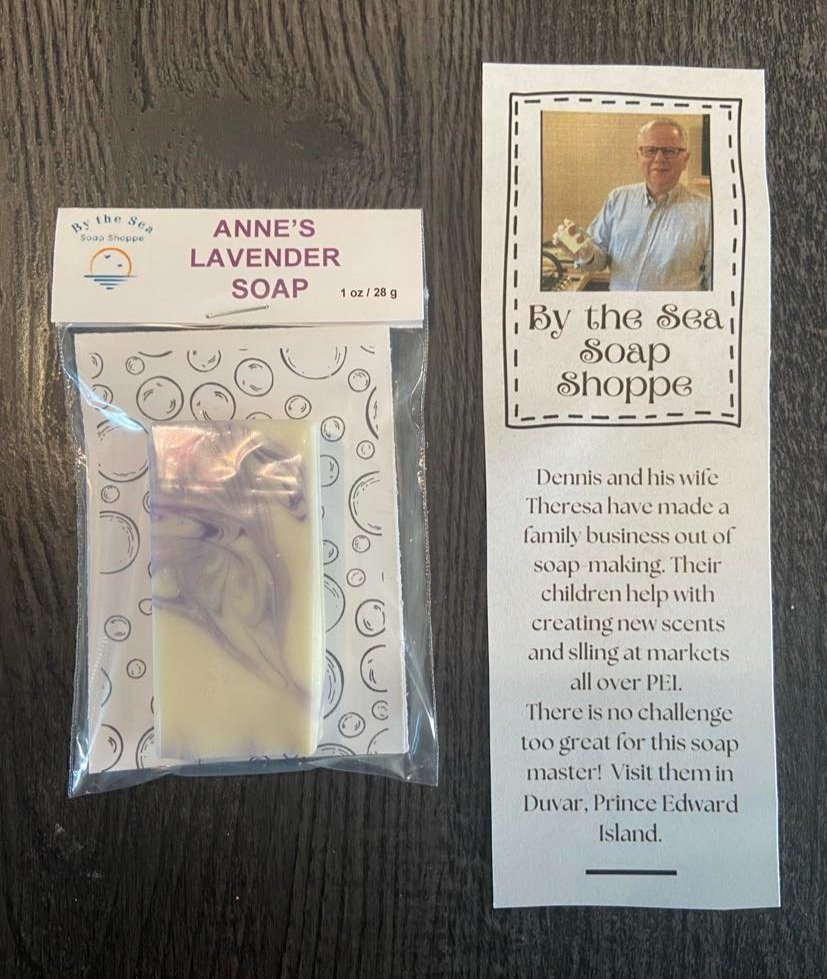 By the Sea
Soap Shoppe
ANNE'S
LAVENDER
SOAP
1 oz / 28 g
By the Sea
Soap
Shoppe
Dennis and his wife
Theresa have made a
family business out of
soap-making. Their
children help with
creating new scents
and slling at markets
all over PEI.
There is no challenge
too great for this soap
master! Visit them in
Duvar, Prince Edward
Island.